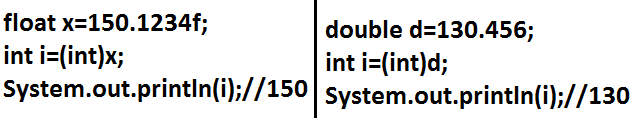 float x=150.1234f;
int i=(int)x;
System.out.println(i);//150
double d=130.456;
int i=(int)d;
System.out.println(i);//130